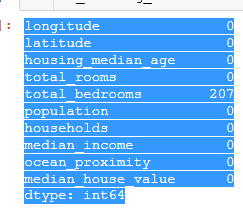 longitude 0
latitude 0
housing_median_age 0
total_rooms 0
total_bedrooms 207
population 0
households 0
median_income 0
ocean_proximity 0
median_house_value 0
dtype: int64